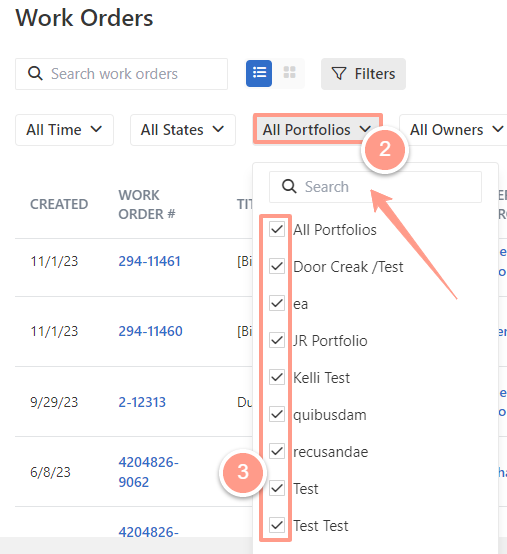 Work Orders
Search work orders
Filters
All Time
All States
All Portfolios
All Owners
2
Search
CREATED
WORK
ORDER #
All Portfolios
11/1/23
294-11461
[Bi
Door Creak /Test
ea
11/1/23
294-11460
[Bi
JR Portfolio
Kelli Test
9/29/23
2-12313
Du
quibusdam
recusandae
6/8/23
4204826-
9062
3
Test
Test Test
4204826-